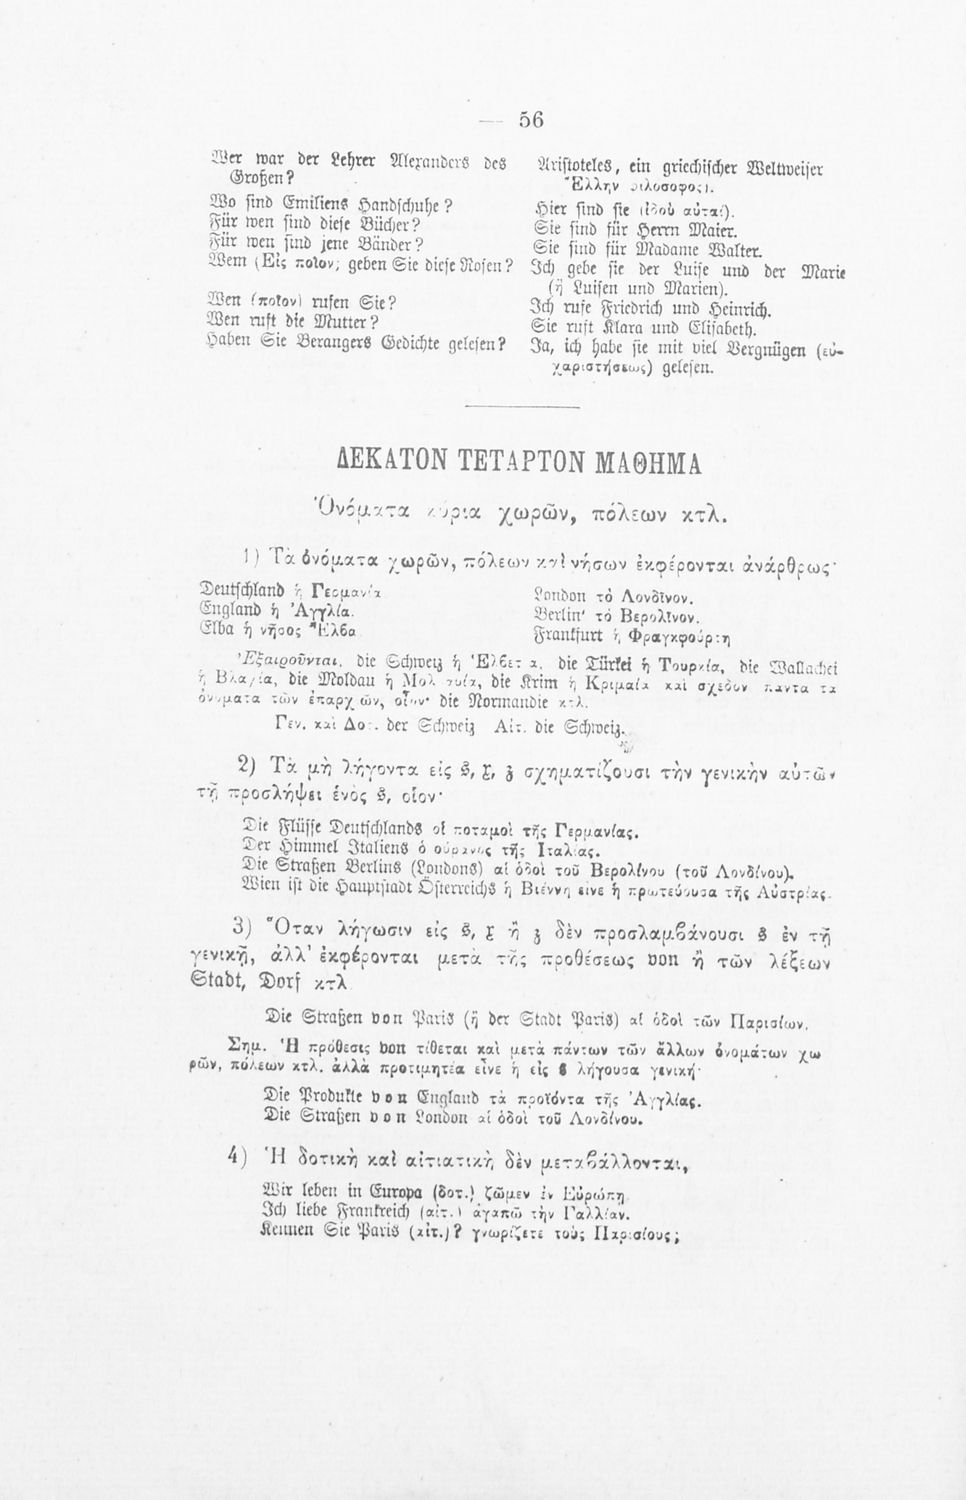 — 56
Wer war der Lehrer Alexanders des
Großen?
Wo sind Emiliens Handschuhe?
Für wen sind diese Bücher?
Für wen sind jene Bänder?
Wem (Εἰς ποῖον; geben Sie diese Rosen?
Wen (ποῖον) rufen Sie?
Wen ruft die Mutter?
Haben Sie Berangers Gedichte gelesen?
Aristoteles, ein griechischer Weltweiser
Ἕλλην φιλοσοφος).
Hier sind sie (ἰδοὺ αὗται).
Sie sind für Herrn Maier.
Sie sind für Madame Walter.
Ich gebe sie der Luise und der Marie
(ἢ Luisen und Marien).
Ich rufe Friedrich und Heinrich.
Sie ruft Klara und Elisabeth.
Ja, ich habe sie mit viel Vergnügen (εὐ-
χαριστήσεως) gelesen.
ΔΕΚΑΤΟΝ ΤΕΤΑΡΤΟΝ ΜΑΘΗΜΑ
Ὀνόματα κύρια χωρῶν, πόλεων κτλ.
1) Τὰ ὀνόματα χωρῶν, πόλεων καὶ νήσων ἐκφέρονται ἀνάρθρως·
Deutschland ἡ Γερμανία
England ἡ Ἀγγλία.
Elba ἡ νῆσος Ἔλβα
London τὸ Λονδῖνον.
Berlin τὸ Βερολῖνον.
Frankfurt ἡ Φραγκφούρτη
Ἐξαιροῦνται. die Schweiz ἡ Ἑλβετία, die Türkei ἡ Τουρκία, die Wallachei
ἡ Βλαχία, die Moldau ἡ Μολδαυία, die Krim ἡ Κριμαία καὶ σχεδὸν πάντα τὰ
ὀνόματα τῶν ἐπαρχιῶν, οἷον· die Normandie κτλ.
Γεν. καὶ Δοτ. der Schweiz Αἰτ. die Schweiz.
2) Τὰ μὴ λήγοντα εἰς s, x, z σχηματίζουσι τὴν γενικὴν αὐτῶν
τῇ προσλήψει ἑνὸς s, οἷον·
Die Flüsse Deutschlands οἱ ποταμοὶ τῆς Γερμανίας.
Der Himmel Italiens ὁ οὐρανὸς τῆς Ἰταλίας.
Die Straßen Berlins (Londons) αἱ ὁδοὶ τοῦ Βερολίνου (τοῦ Λονδίνου).
Wien ist die Hauptstadt Österreichs ἡ Βιέννη εἶνε ἡ πρωτεύουσα τῆς Αὐστρίας.
3) Ὅταν λήγωσιν εἰς s, x ἢ z δὲν προσλαμβάνουσι s ἐν τῇ
γενικῇ, ἀλλ' ἐκφέρονται μετὰ τῆς προθέσεως von ἢ τῶν λέξεων
Stadt, Dorf κτλ
Die Straßen von Paris (ἢ der Stadt Paris) αἱ ὁδοὶ τῶν Παρισίων.
Σημ. Ἡ πρόθεσις von τίθεται καὶ μετὰ πάντων τῶν ἄλλων ὀνομάτων χω
ρῶν, πόλεων κτλ. ἀλλὰ προτιμητέα εἶνε ἡ εἰς s λήγουσα γενική·
Die Produkte von England τὰ προϊόντα τῆς Ἀγγλίας.
Die Straßen von London αἱ ὁδοὶ τοῦ Λονδίνου.
4) Ἡ δοτικὴ καὶ αἰτιατικὴ δὲν μεταβάλλονται,
Wir leben in Europa (δοτ.) ζῶμεν ἐν Εὐρώπῃ.
Ich liebe Frankreich (αἰτ.) ἀγαπῶ τὴν Γαλλίαν.
Kennen Sie Paris (αἰτ.)? γνωρίζετε τοὺς Παρισίους;